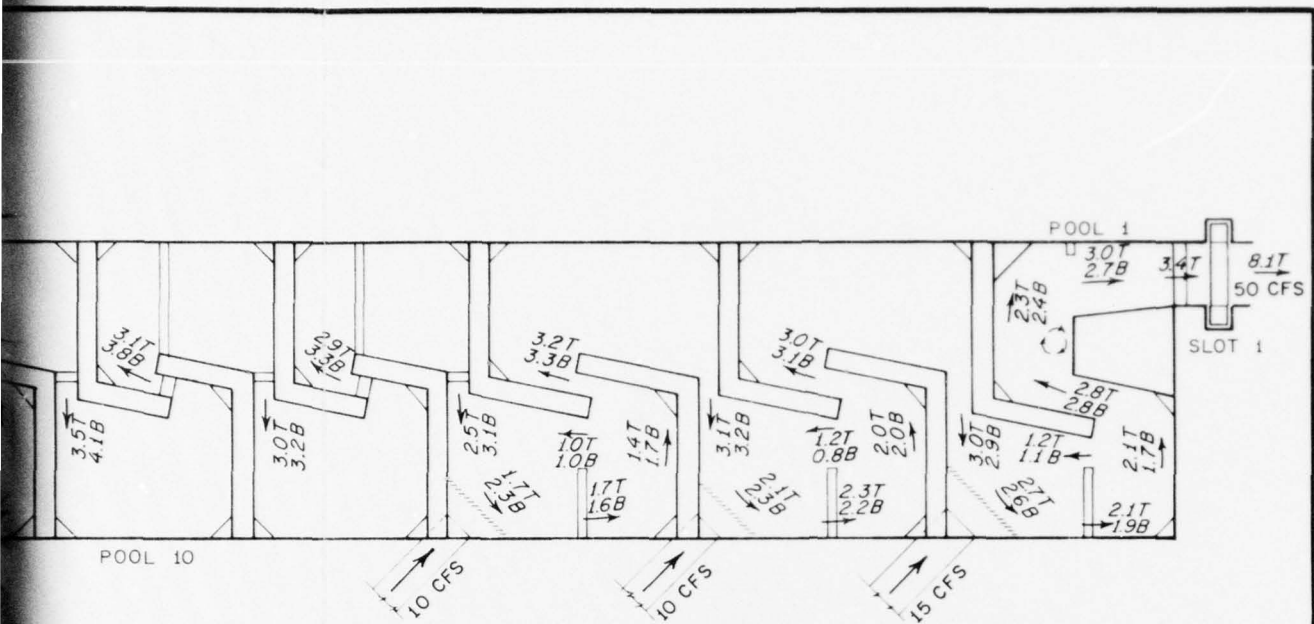 POOL 1
3.0T
2.7B
3.4T
8.1T
50 CFS
2.3T
2.4B
SLOT 1
3.1T
3.8B
2.9T
3.3B
3.2T
3.3B
3.0T
3.1B
2.8T
2.8B
3.5T
4.1B
3.0T
3.2B
2.5T
3.1B
1.0T
1.0B
1.4T
1.7B
3.1T
3.2B
1.2T
0.8B
2.0T
2.0B
3.0T
2.9B
1.2T
1.1B
2.1T
1.7B
1.7T
2.3B
1.7T
1.6B
2.1T
2.3B
2.3T
2.2B
2.7T
2.6B
2.1T
1.9B
POOL 10
10 CFS
10 CFS
15 CFS